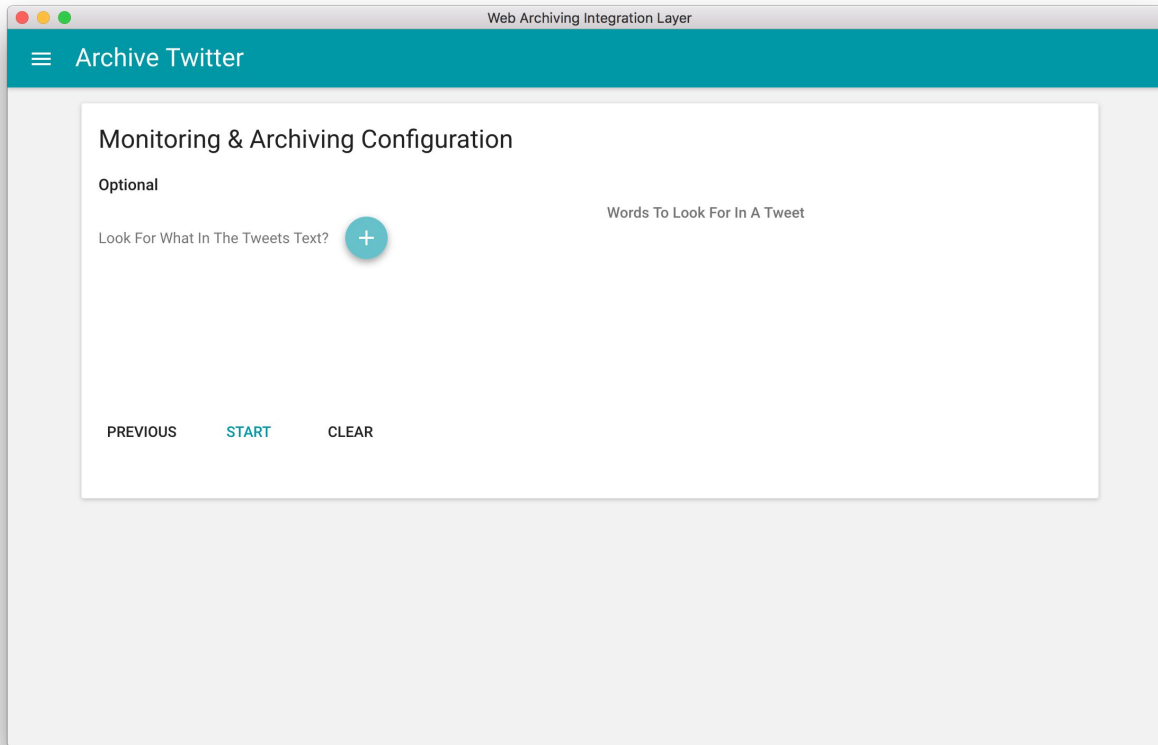 Web Archiving Integration Layer
Archive Twitter
Monitoring & Archiving Configuration
Optional
Words To Look For In A Tweet
Look For What In The Tweets Text?
PREVIOUS START CLEAR